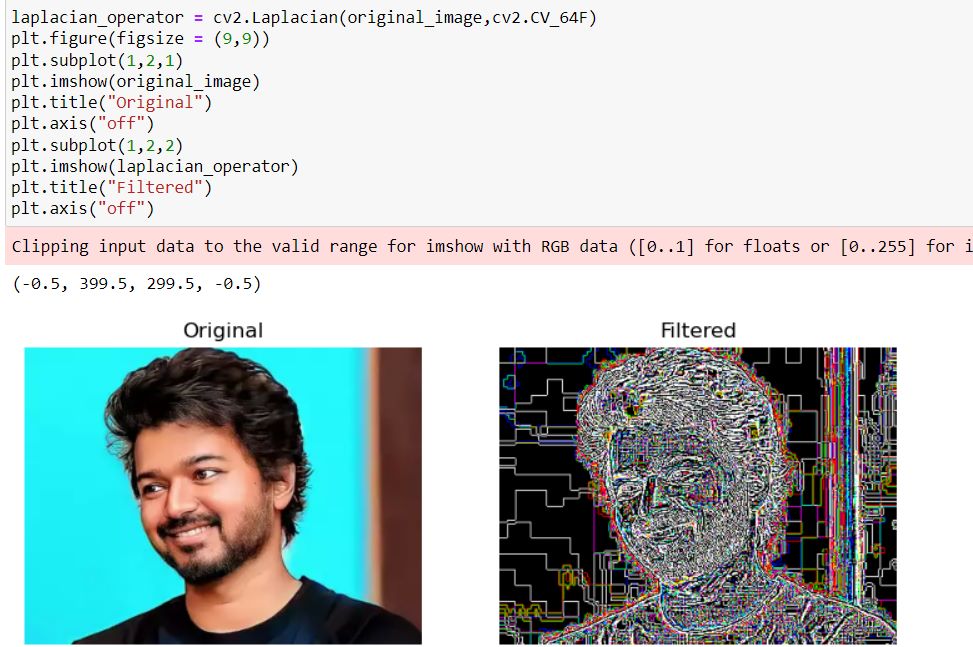 laplacian_operator = cv2.Laplacian(original_image,cv2.CV_64F)
plt.figure(figsize = (9,9))
plt.subplot(1,2,1)
plt.imshow(original_image)
plt.title("Original")
plt.axis("off")
plt.subplot(1,2,2)
plt.imshow(laplacian_operator)
plt.title("Filtered")
plt.axis("off")
Clipping input data to the valid range for imshow with RGB data ([0..1] for floats or [0..255] for i
(-0.5, 399.5, 299.5, -0.5)
Original
Filtered